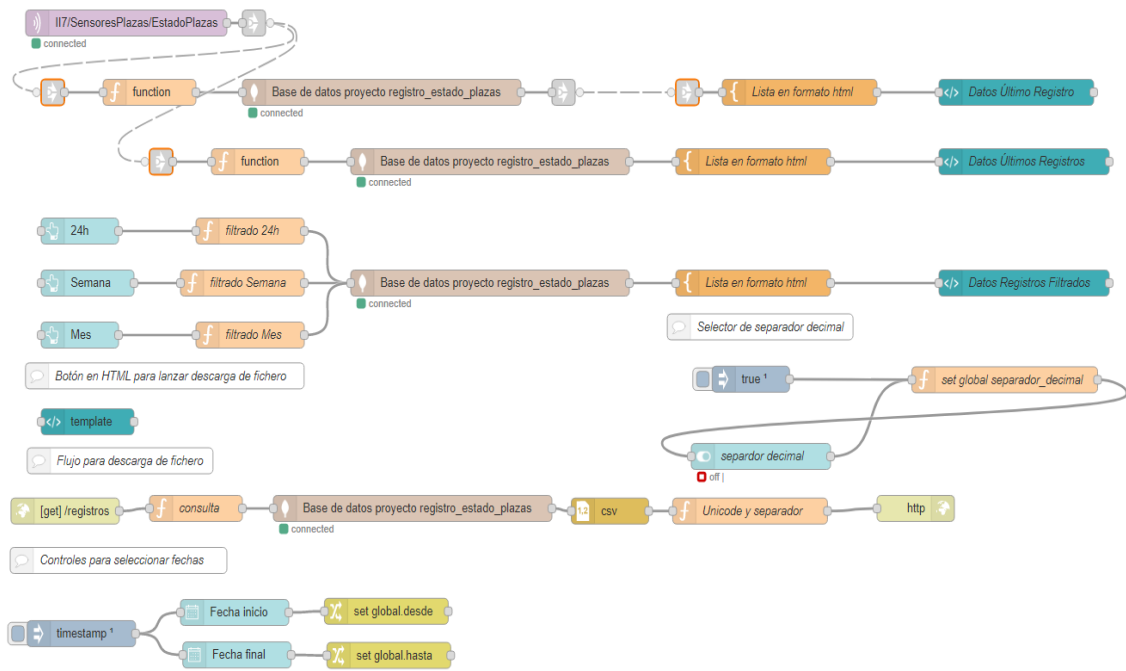 II7/SensoresPlazas/EstadoPlazas
connected
function
Base de datos proyecto registro_estado_plazas
connected
Lista en formato html
Datos Último Registro
function
Base de datos proyecto registro_estado_plazas
connected
Lista en formato html
Datos Últimos Registros
24h
filtrado 24h
Semana
filtrado Semana
Base de datos proyecto registro_estado_plazas
connected
Lista en formato html
Datos Registros Filtrados
Mes
filtrado Mes
Selector de separador decimal
Botón en HTML para lanzar descarga de fichero
true ¹
set global separador_decimal
template
separdor decimal
off |
Flujo para descarga de fichero
[get] /registros
consulta
Base de datos proyecto registro_estado_plazas
connected
1,2
csv
Unicode y separador
http
Controles para seleccionar fechas
timestamp ¹
Fecha inicio
set global.desde
Fecha final
set global.hasta